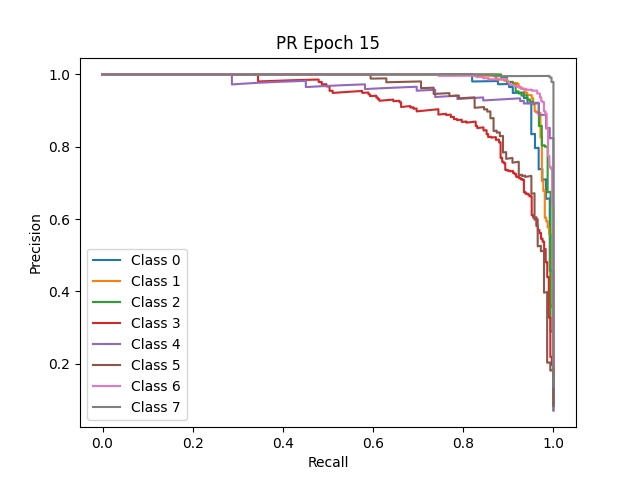 PR Epoch 15
1.0
0.8
0.6
0.4
0.2
Precision
Class 0
Class 1
Class 2
Class 3
Class 4
Class 5
Class 6
Class 7
0.0 0.2 0.4 0.6 0.8 1.0
Recall